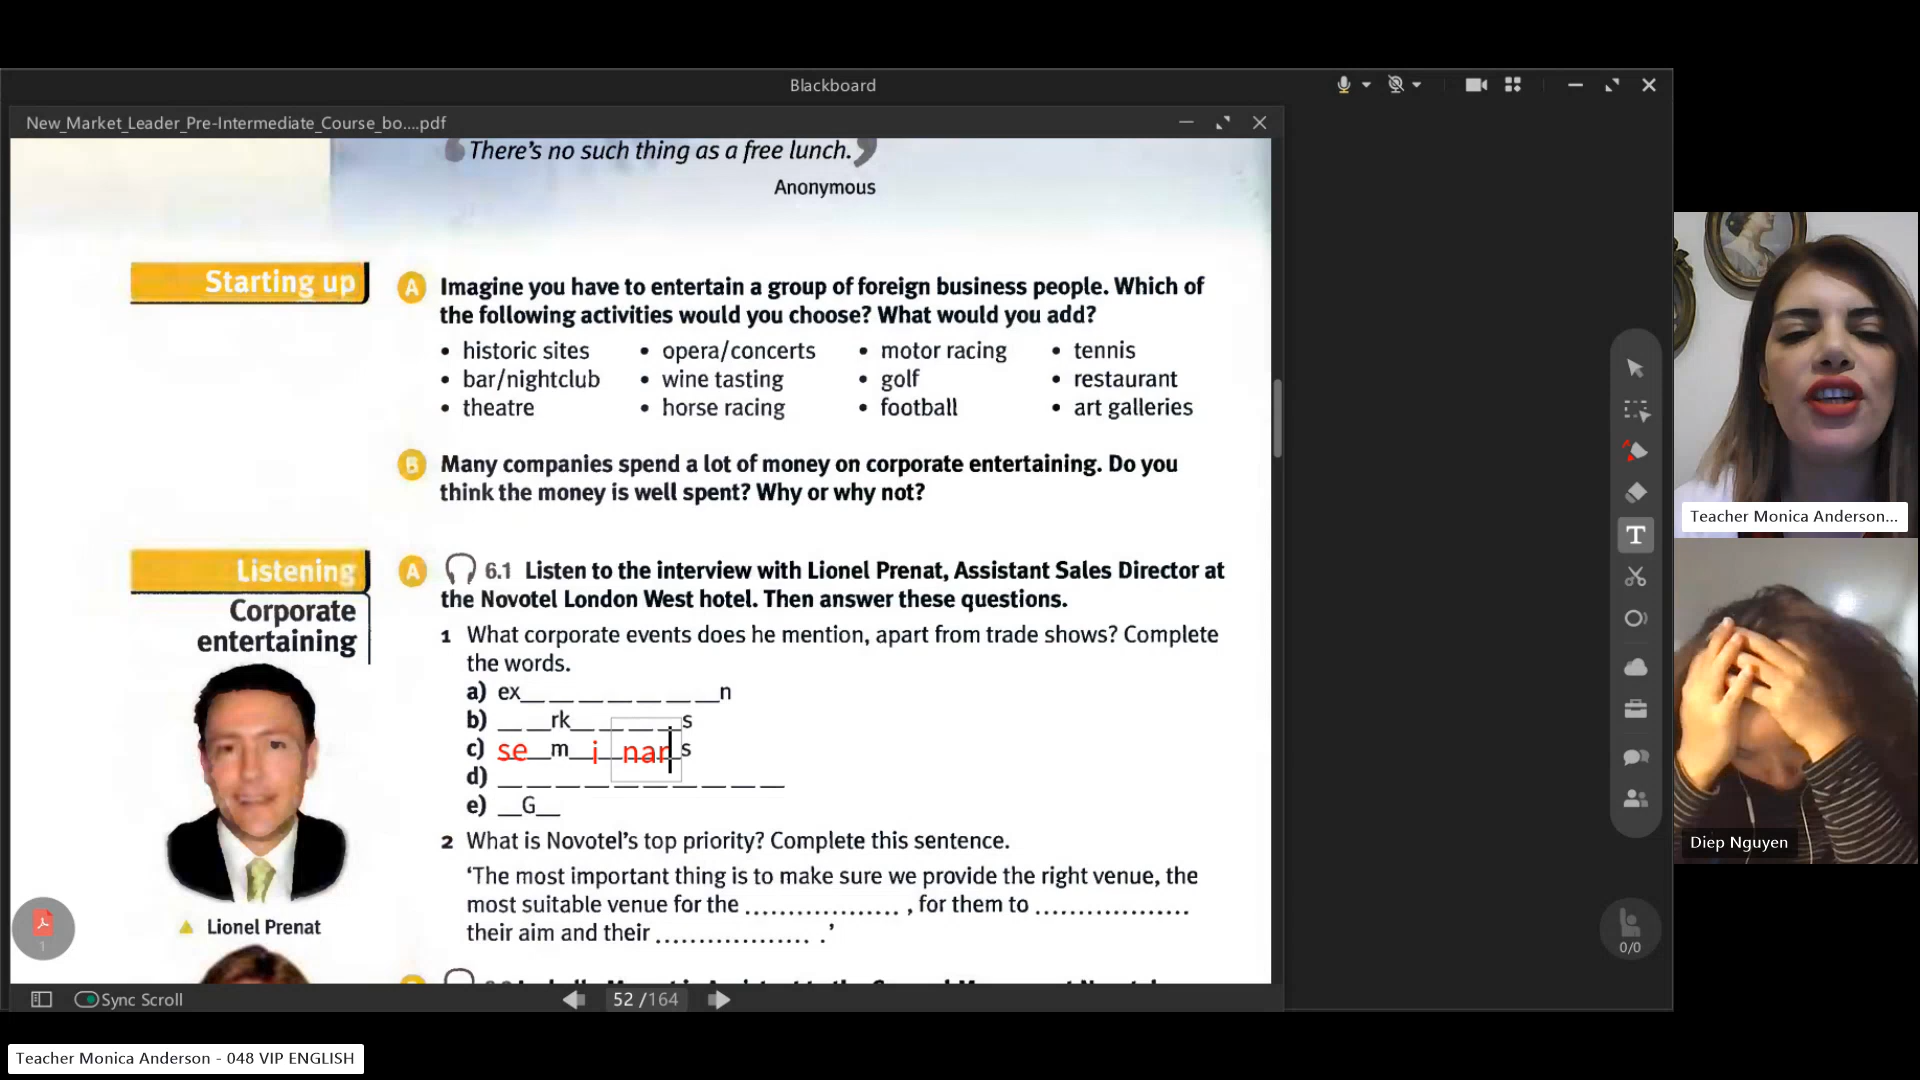 Blackboard
New_Market_Leader_Pre-Intermediate_Course_bo....pdf
‘There’s no such thing as a free lunch.’
Anonymous
Starting up
A Imagine you have to entertain a group of foreign business people. Which of
the following activities would you choose? What would you add?
• historic sites • opera/concerts • motor racing • tennis
• bar/nightclub • wine tasting • golf • restaurant
• theatre • horse racing • football • art galleries
B Many companies spend a lot of money on corporate entertaining. Do you
think the money is well spent? Why or why not?
Listening
Corporate
entertaining
A 6.1 Listen to the interview with Lionel Prenat, Assistant Sales Director at
the Novotel London West hotel. Then answer these questions.
1 What corporate events does he mention, apart from trade shows? Complete
the words.
a) ex__ __ __ __ __ __ __n
b) __ __rk__ __ __ __s
c) se__m__i nar s
d) __ __ __ __ __ __ __ __ __ __
e) __G__
2 What is Novotel’s top priority? Complete this sentence.
‘The most important thing is to make sure we provide the right venue, the
most suitable venue for the .................. , for them to ..................
their aim and their .................. .’
Lionel Prenat
1
Sync Scroll
52 /164
0/0
Teacher Monica Anderson...
Diep Nguyen
Teacher Monica Anderson - 048 VIP ENGLISH